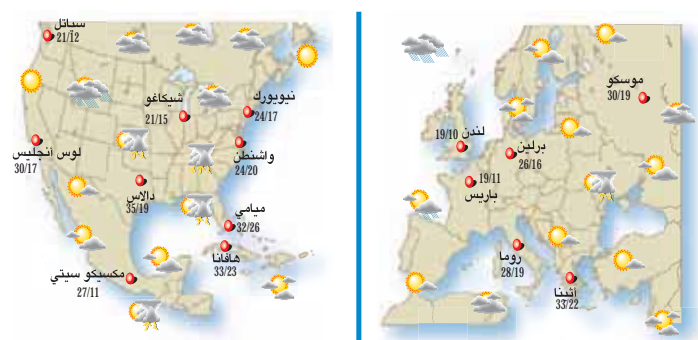 سياتل
21/12
شيكاغو
21/15
نيويورك
24/17
لوس أنجليس
30/17
واشنطن
24/20
دالاس
35/19
ميامي
32/26
هافانا
33/23
مكسيكو سيتي
27/11
موسكو
30/19
لندن 19/10
برلين
26/16
19/11
باريس
روما
28/19
أثينا
33/22